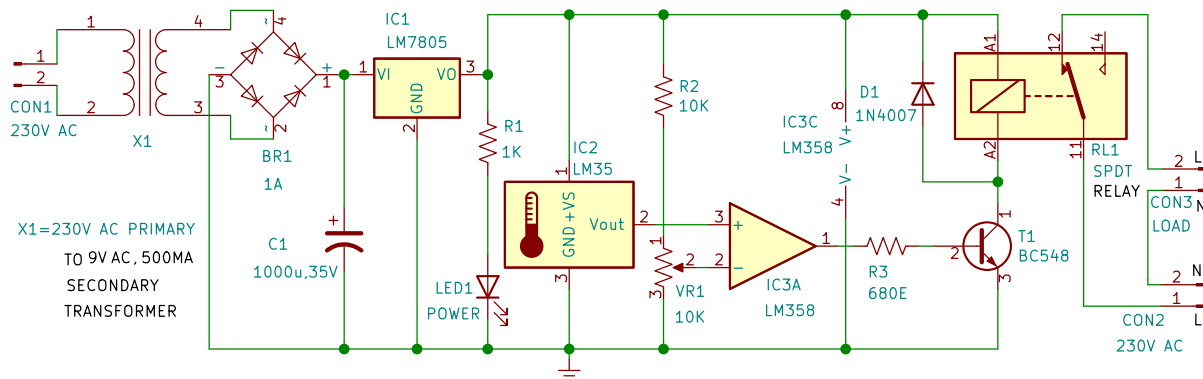 1
2
CON1
230V AC
1
2
4
3
X1
~ 4
- 3
+ 1
~ 2
BR1
1A
X1=230V AC PRIMARY
TO 9V AC, 500MA
SECONDARY
TRANSFORMER
+
C1
1000u,35V
IC1
LM7805
1 VI VO 3
GND
2
R1
1K
LED1
POWER
IC2
LM35
1
GND +VS
Vout 2
3
R2
10K
1
2
3
VR1
10K
3 +
2 -
1
IC3A
LM358
IC3C
LM358
8
V+
V-
4
R3
680E
D1
1N4007
A1
A2
12
14
11
RL1
SPDT
RELAY
1
2
3
T1
BC548
2 L
1 N
CON3
LOAD
2 N
1 L
CON2
230V AC